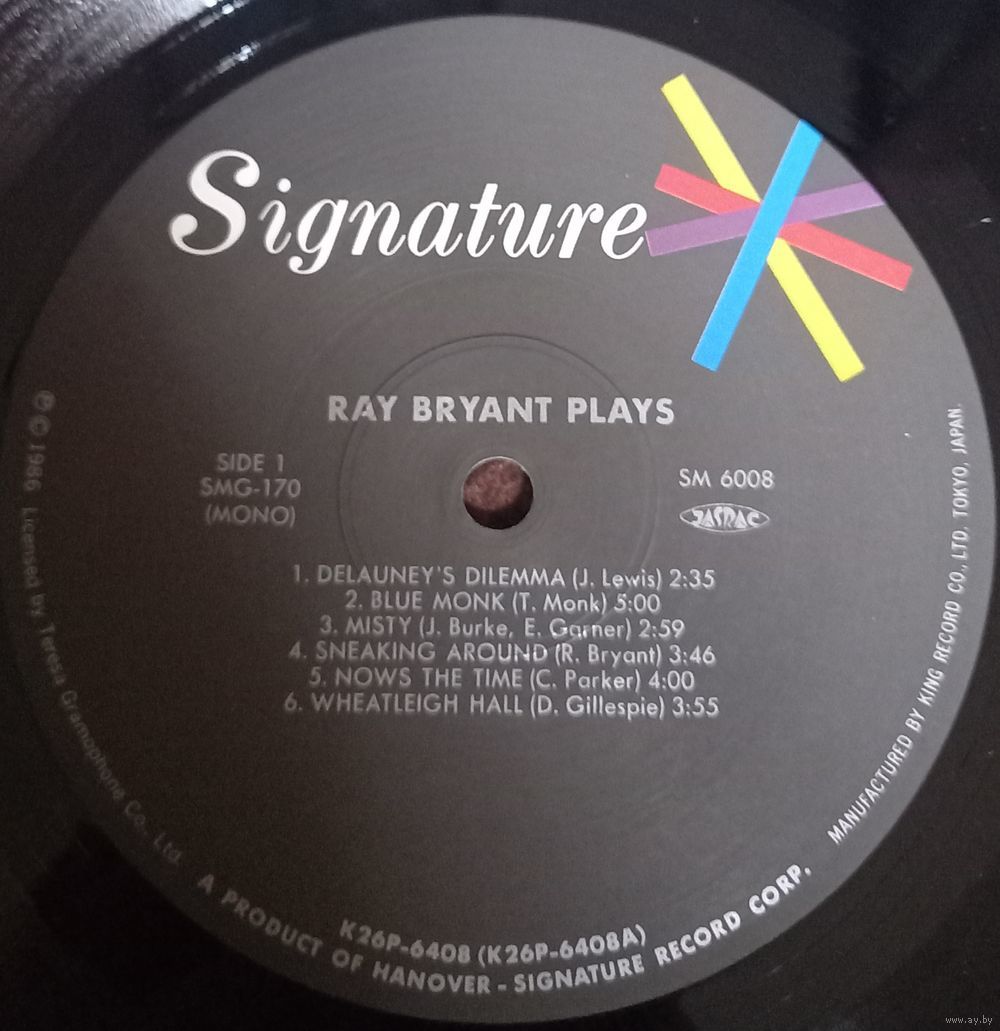 Signature
RAY BRYANT PLAYS
SIDE 1
SMG-170
(MONO)
SM 6008
JASRAC
1. DELAUNEY'S DILEMMA (J. Lewis) 2:35
2. BLUE MONK (T. Monk) 5:00
3. MISTY (J. Burke, E. Garner) 2:59
4. SNEAKING AROUND (R. Bryant) 3:46
5. NOWS THE TIME (C. Parker) 4:00
6. WHEATLEIGH HALL (D. Gillespie) 3:55
℗ © 1986 Licensed by Teresa Gramophone Co., Ltd.
K26P-6408 (K26P-6408A)
A PRODUCT OF HANOVER - SIGNATURE RECORD CORP.
MANUFACTURED BY KING RECORD CO., LTD. TOKYO, JAPAN.
www.ay.by